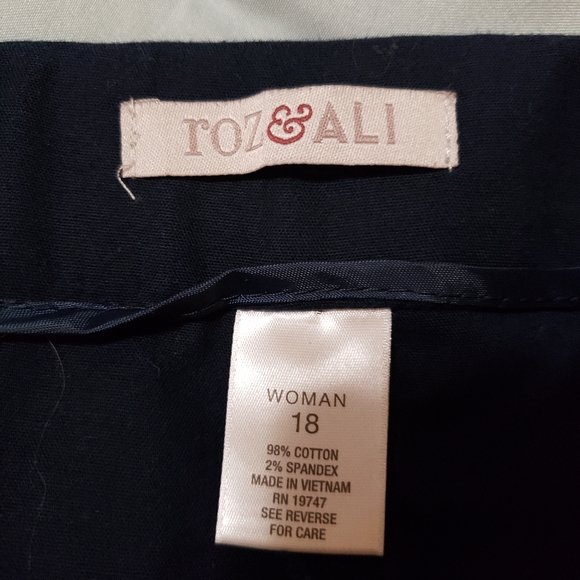 roz&ALI
WOMAN
18
98% COTTON
2% SPANDEX
MADE IN VIETNAM
RN 19747
SEE REVERSE
FOR CARE